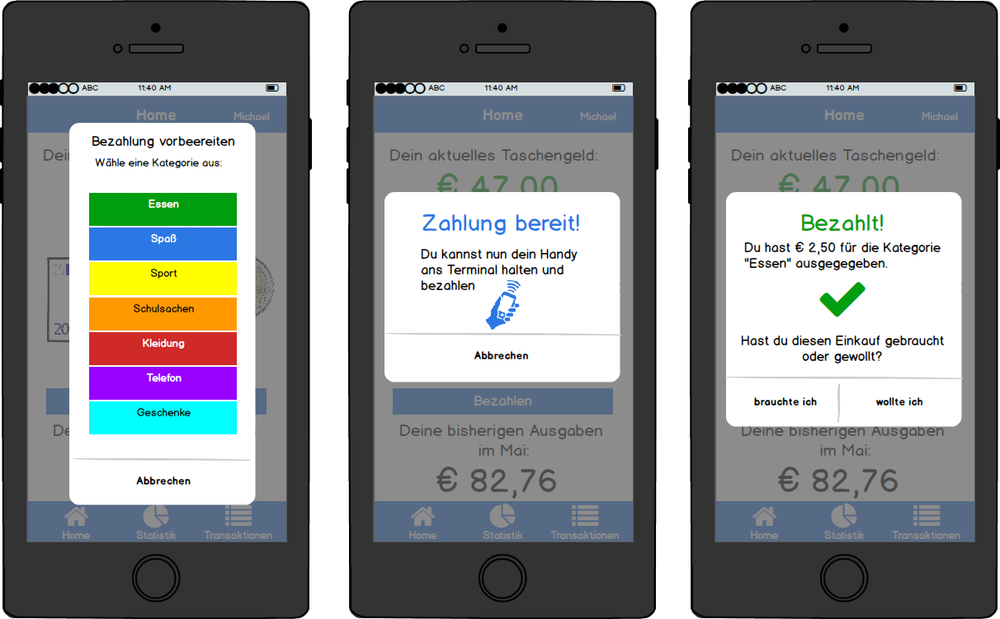 ABC 11:40 AM
Home Michael
Bezahlung vorbeereiten
Wähle eine Kategorie aus:
Essen
Spaß
Sport
Schulsachen
Kleidung
Telefon
Geschenke
Abbrechen
Home Statistik Transaktionen
ABC 11:40 AM
Home Michael
Dein aktuelles Taschengeld:
€ 47,00
Zahlung bereit!
Du kannst nun dein Handy
ans Terminal halten und
bezahlen
Abbrechen
Bezahlen
Deine bisherigen Ausgaben
im Mai:
€ 82,76
Home Statistik Transaktionen
ABC 11:40 AM
Home Michael
Dein aktuelles Taschengeld:
€ 47,00
Bezahlt!
Du hast € 2,50 für die Kategorie
"Essen" ausgegegeben.
Hast du diesen Einkauf gebraucht
oder gewollt?
brauchte ich wollte ich
Deine bisherigen Ausgaben
im Mai:
€ 82,76
Home Statistik Transaktionen